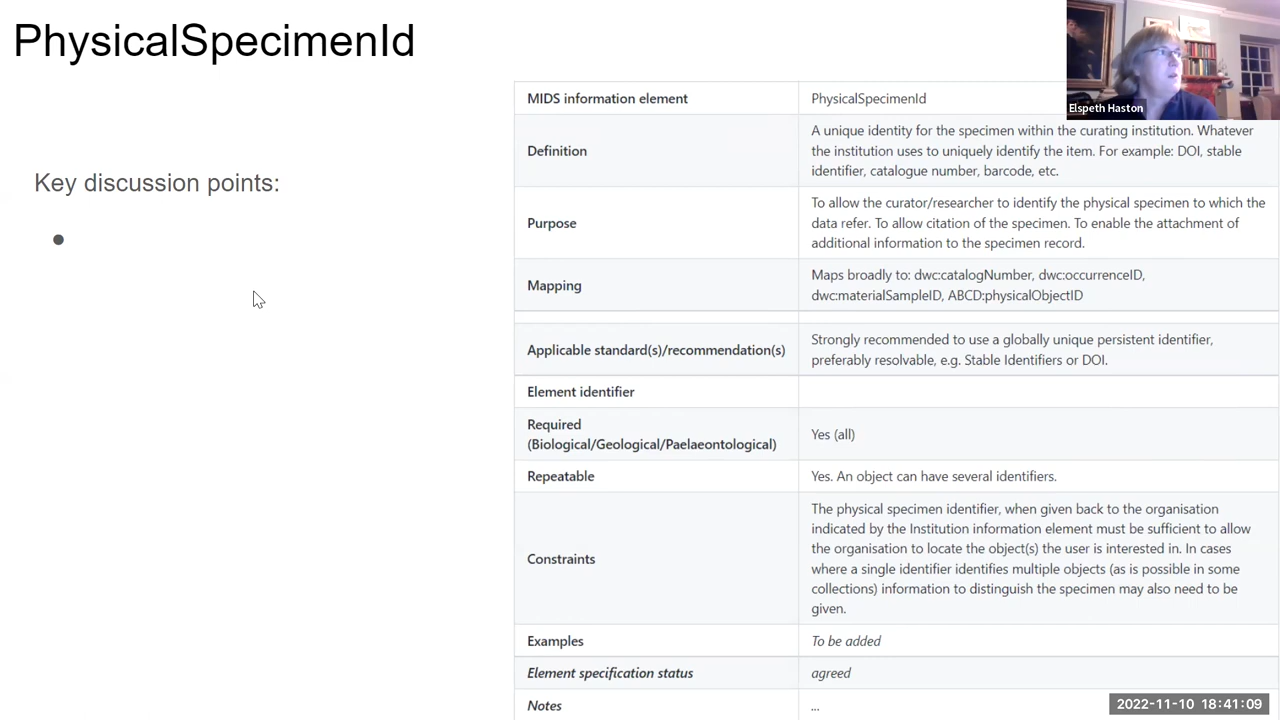 PhysicalSpecimenId
Elspeth Haston
Key discussion points:
MIDS information element
PhysicalSpecimenId
Definition
A unique identity for the specimen within the curating institution. Whatever
the institution uses to uniquely identify the item. For example: DOI, stable
identifier, catalogue number, barcode, etc.
Purpose
To allow the curator/researcher to identify the physical specimen to which the
data refer. To allow citation of the specimen. To enable the attachment of
additional information to the specimen record.
Mapping
Maps broadly to: dwc:catalogNumber, dwc:occurrenceID,
dwc:materialSampleID, ABCD:physicalObjectID
Applicable standard(s)/recommendation(s)
Strongly recommended to use a globally unique persistent identifier,
preferably resolvable, e.g. Stable Identifiers or DOI.
Element identifier
Required
(Biological/Geological/Paelaeontological)
Yes (all)
Repeatable
Yes. An object can have several identifiers.
Constraints
The physical specimen identifier, when given back to the organisation
indicated by the Institution information element must be sufficient to allow
the organisation to locate the object(s) the user is interested in. In cases
where a single identifier identifies multiple objects (as is possible in some
collections) information to distinguish the specimen may also need to be
given.
Examples
To be added
Element specification status
agreed
Notes
...
2022-11-10 18:41:09